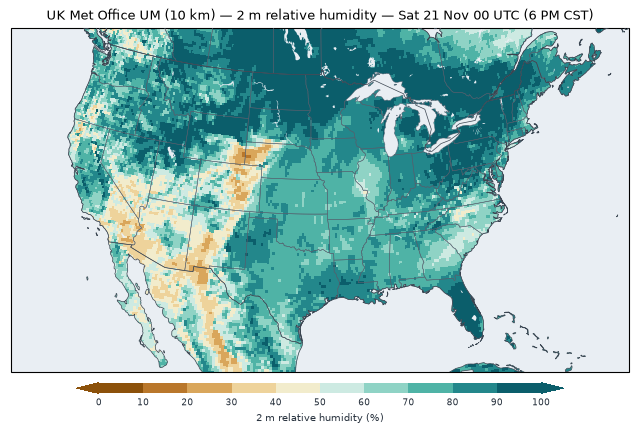 UK Met Office UM (10 km) — 2 m relative humidity — Sat 21 Nov 00 UTC (6 PM CST)
0 10 20 30 40 50 60 70 80 90 100
2 m relative humidity (%)